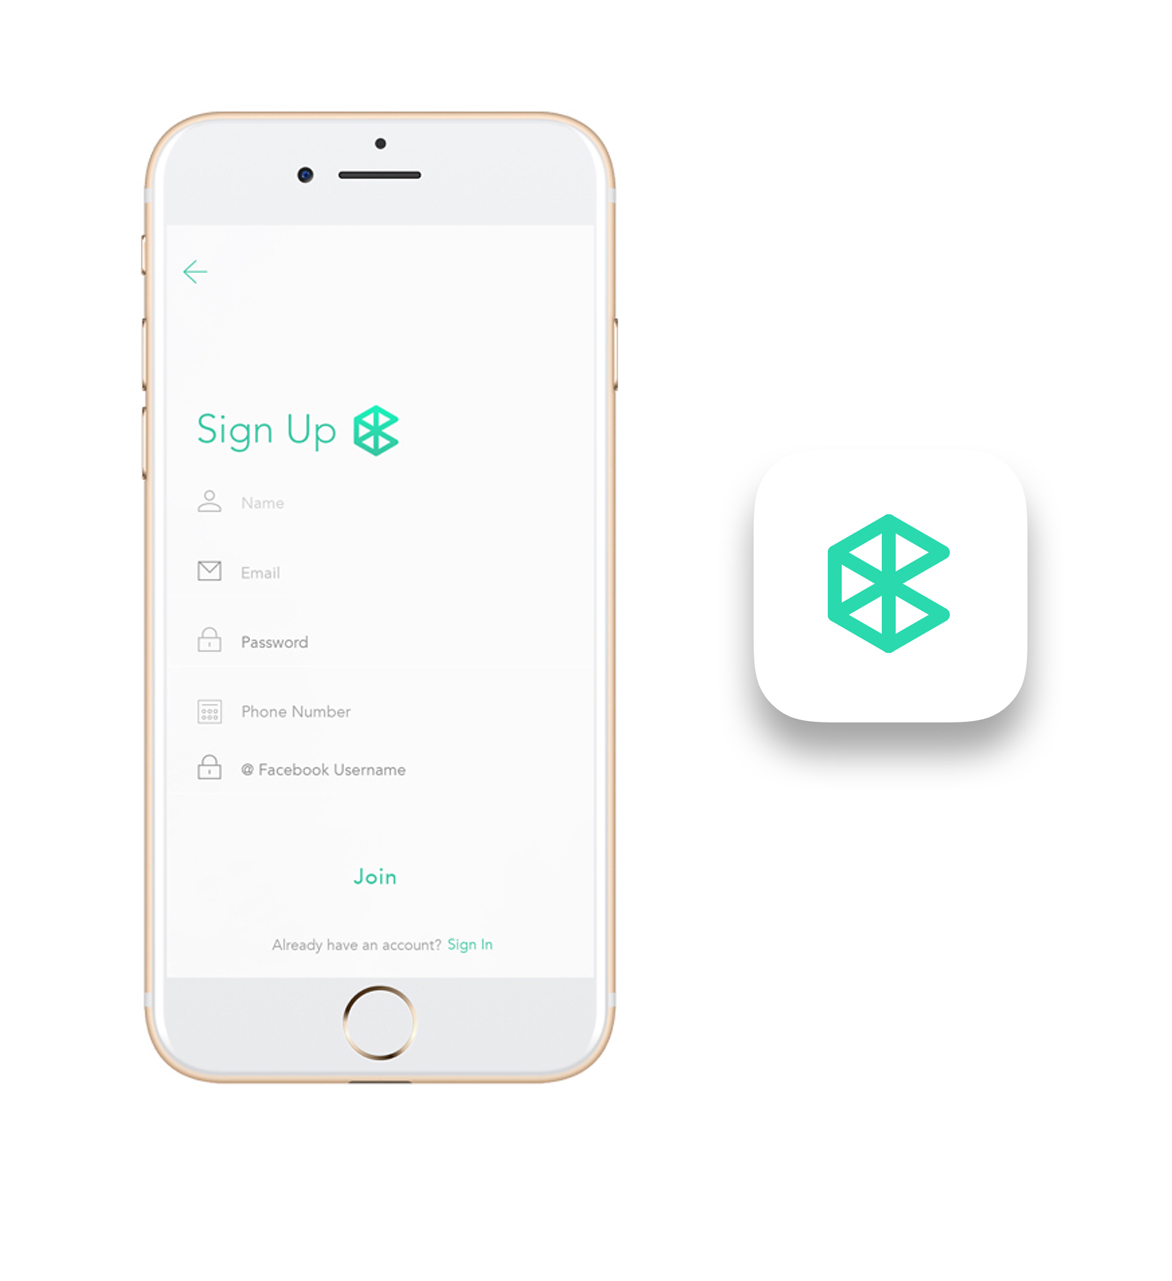 Sign Up
Name
Email
Password
Phone Number
@ Facebook Username
Join
Already have an account? Sign In